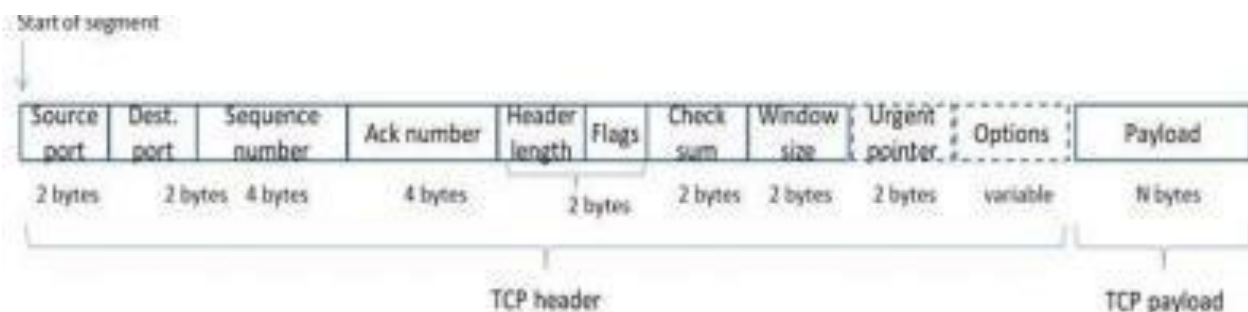 Start of segment
Source port
Dest. port
Sequence number
Ack number
Header length
Flags
Check sum
Window size
Urgent pointer
Options
Payload
2 bytes
2 bytes
4 bytes
4 bytes
2 bytes
2 bytes
2 bytes
2 bytes
variable
N bytes
TCP header
TCP payload